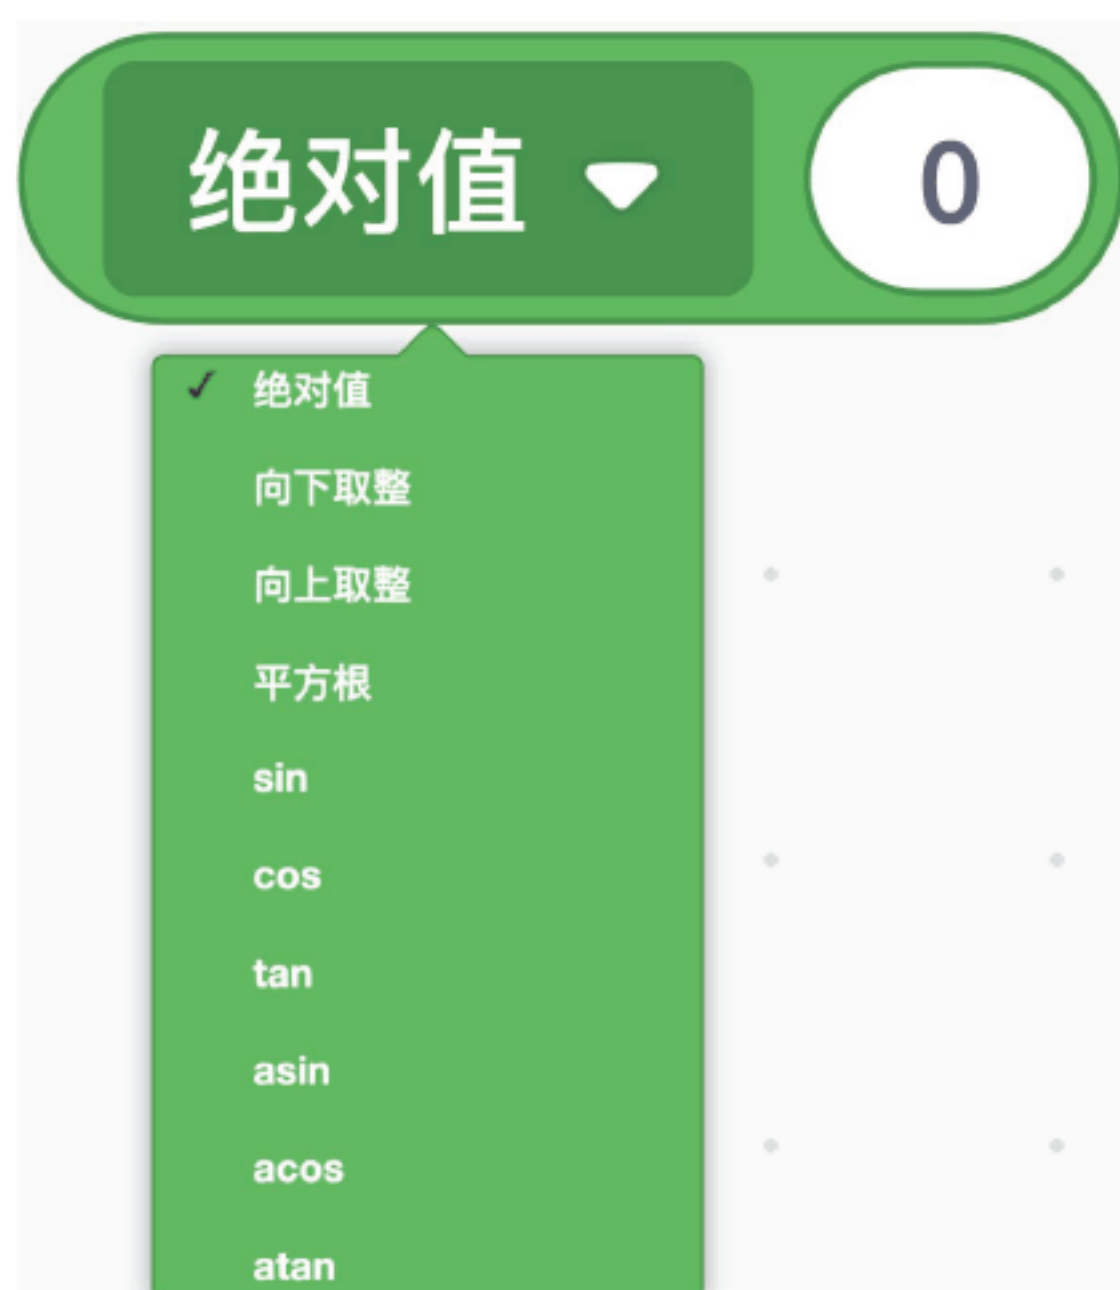 绝对值 0
绝对值
向下取整
向上取整
平方根
sin
cos
tan
asin
acos
atan